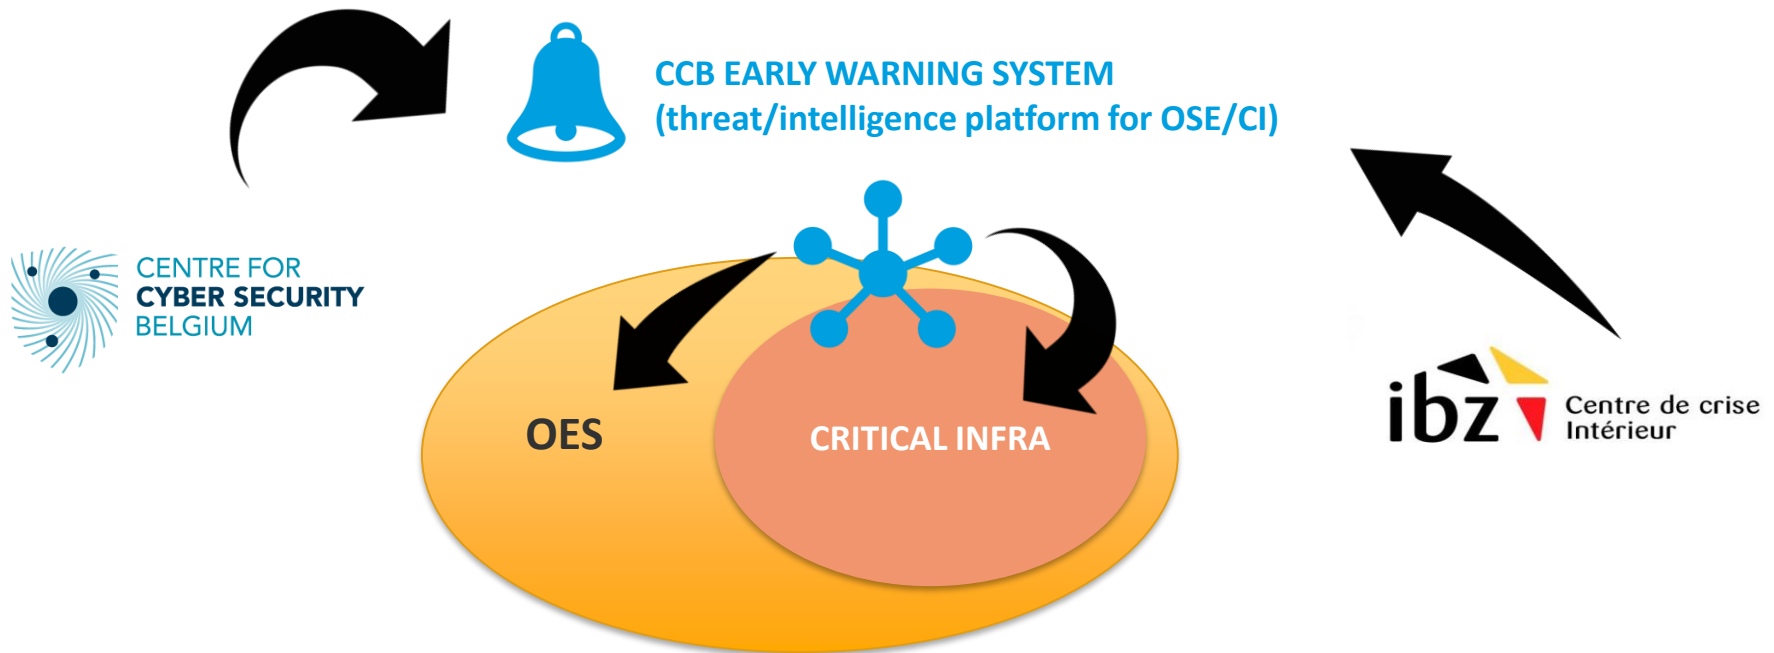 CCB EARLY WARNING SYSTEM
(threat/intelligence platform for OSE/CI)
CENTRE FOR
CYBER SECURITY
BELGIUM
OES
CRITICAL INFRA
ibz
Centre de crise
Intérieur